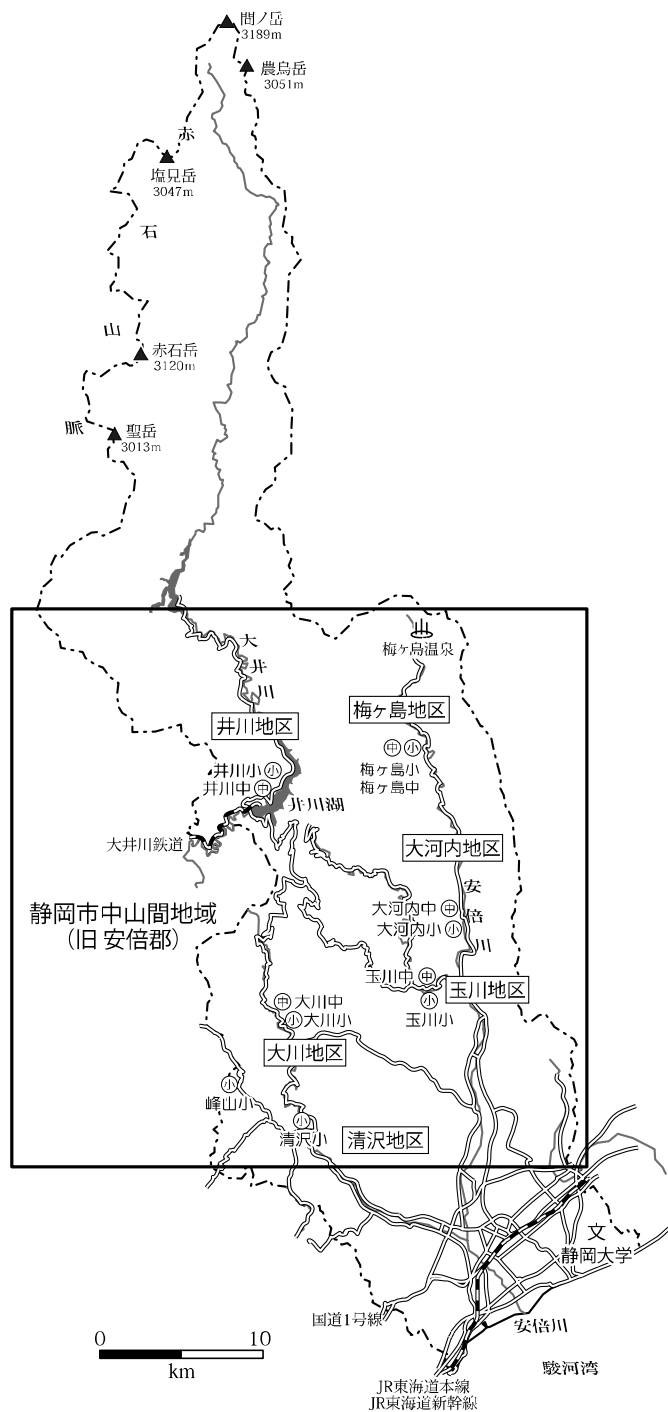 間ノ岳
3189m
農鳥岳
3051m
赤
塩見岳
3047m
石
山
赤石岳
3120m
脈
聖岳
3013m
大
井
川
梅ヶ島温泉
井川地区
梅ヶ島地区
井川小 小
井川中 中
中 小
梅ヶ島小
梅ヶ島中
井川湖
大井川鉄道
大河内地区
静岡市中山間地域
（旧 安倍郡）
安
倍
川
大河内中 中
大河内小 小
玉川中 中
玉川地区
小
玉川小
中 大川中
小 大川小
大川地区
小
峰山小
小
清沢小
清沢地区
文
静岡大学
国道1号線
安倍川
0 10
km
駿河湾
JR東海道本線
JR東海道新幹線